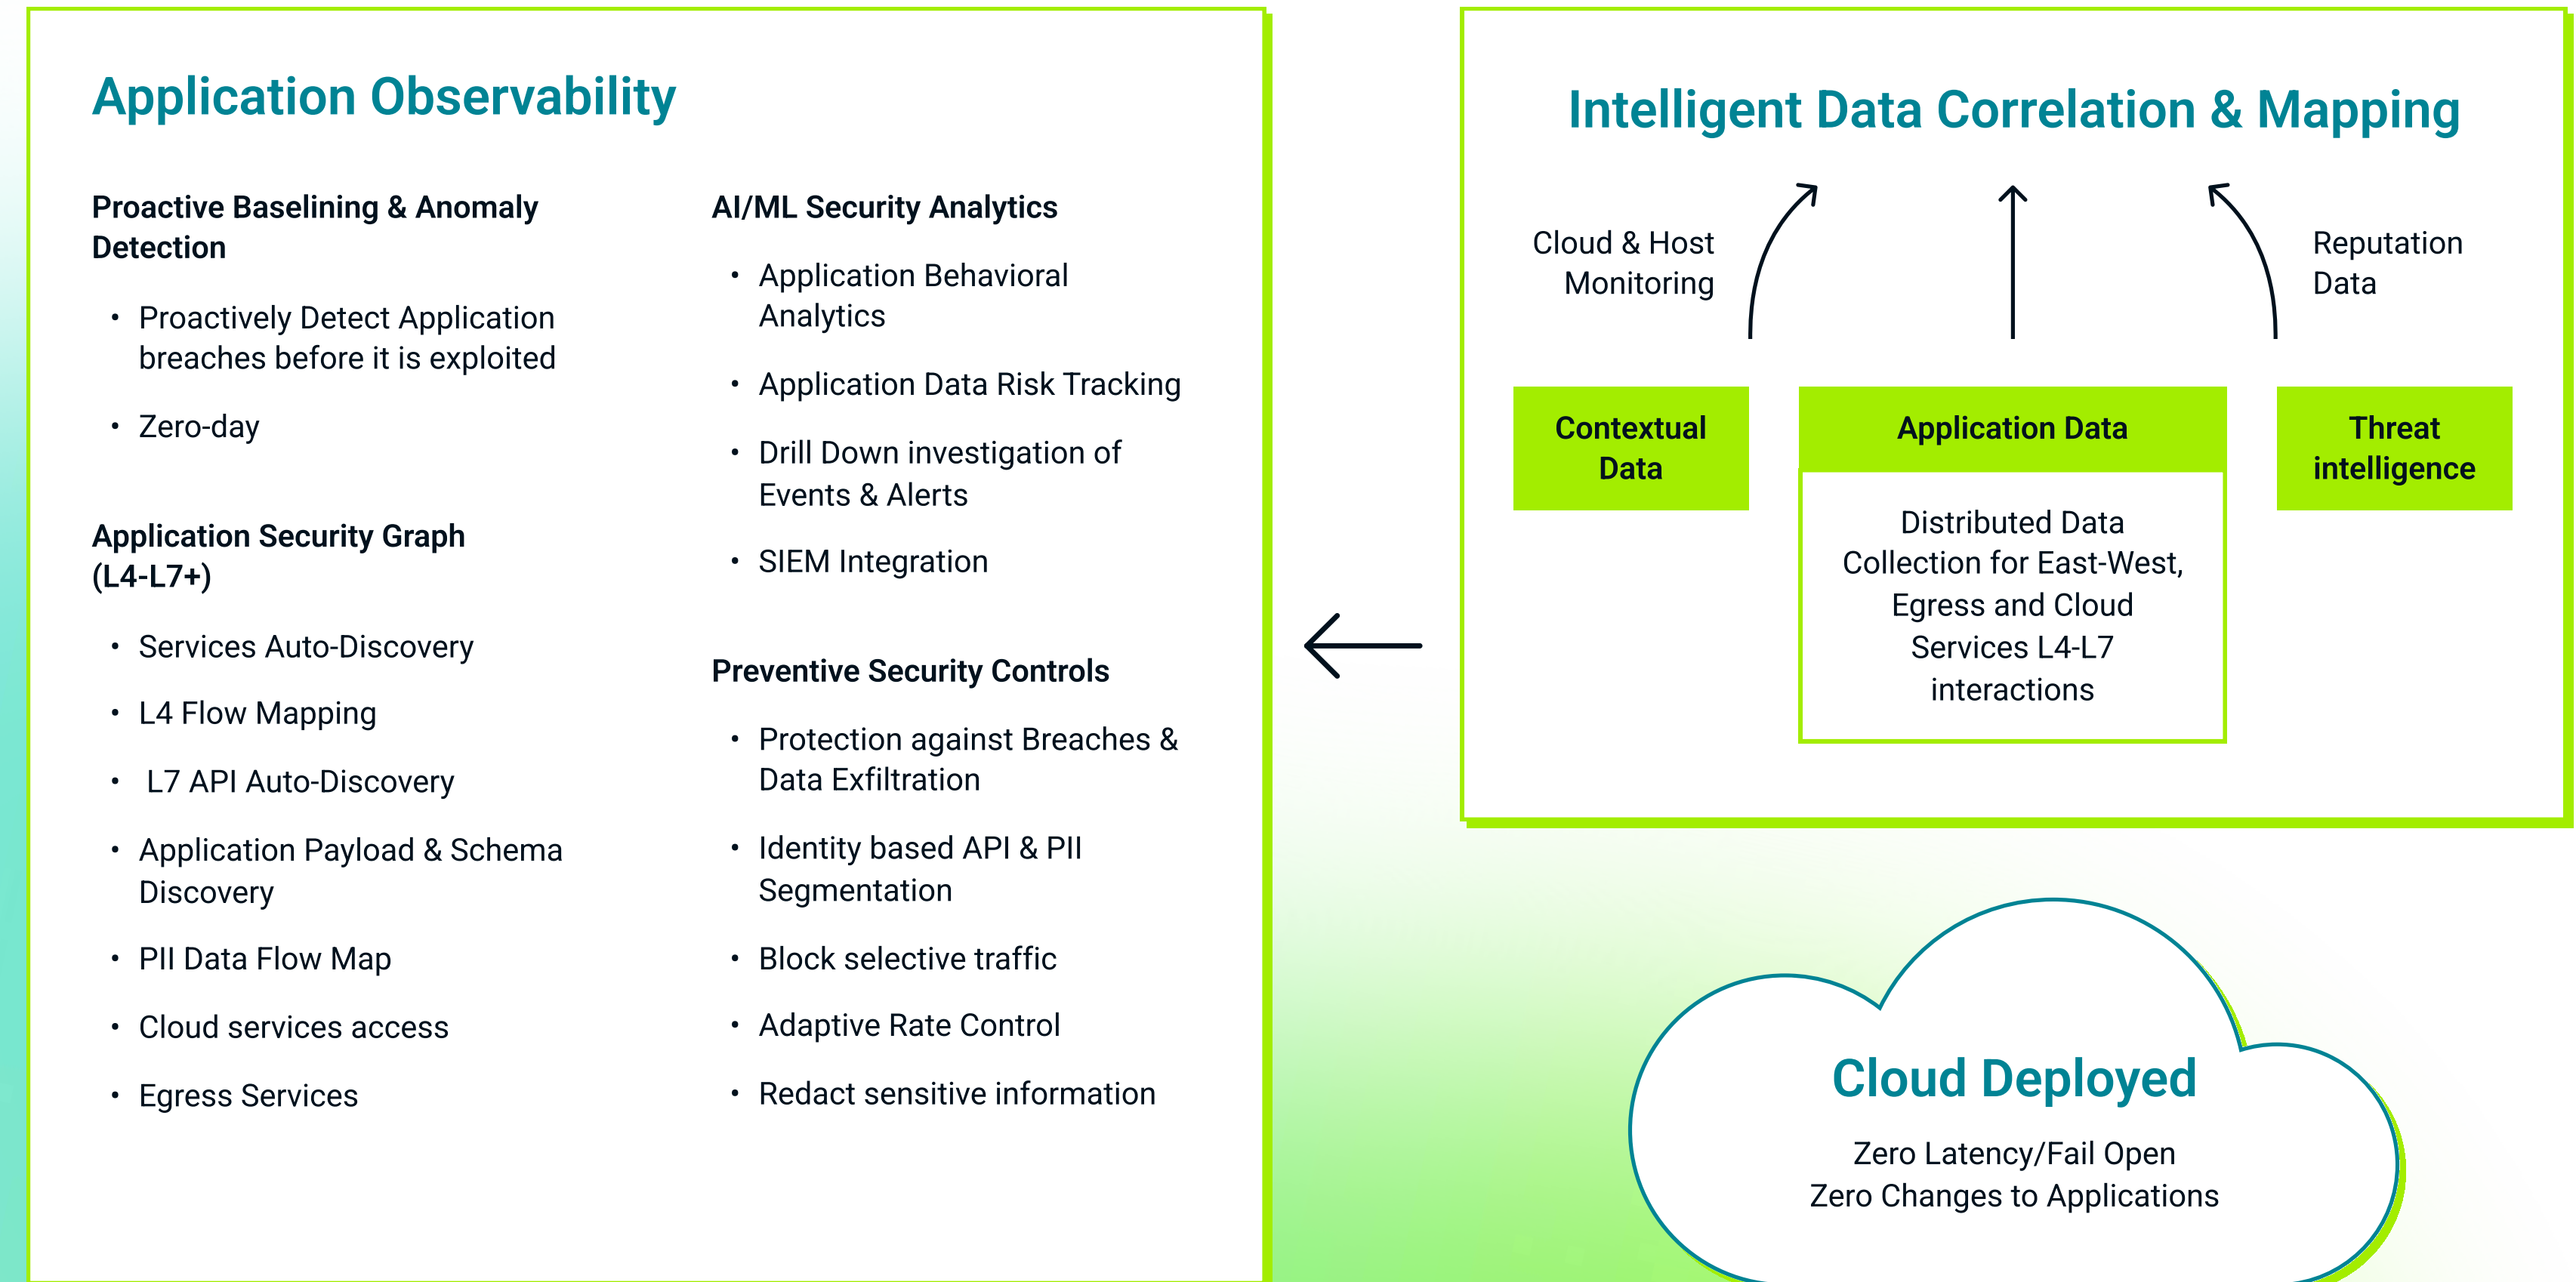 Application Observability
Proactive Baselining & Anomaly
Detection
• Proactively Detect Application
breaches before it is exploited
• Zero-day
Application Security Graph
(L4-L7+)
• Services Auto-Discovery
• L4 Flow Mapping
• L7 API Auto-Discovery
• Application Payload & Schema
Discovery
• PII Data Flow Map
• Cloud services access
• Egress Services
AI/ML Security Analytics
• Application Behavioral
Analytics
• Application Data Risk Tracking
• Drill Down investigation of
Events & Alerts
• SIEM Integration
Preventive Security Controls
• Protection against Breaches &
Data Exfiltration
• Identity based API & PII
Segmentation
• Block selective traffic
• Adaptive Rate Control
• Redact sensitive information
Intelligent Data Correlation & Mapping
Cloud & Host
Monitoring
Reputation
Data
Contextual
Data
Application Data
Distributed Data
Collection for East-West,
Egress and Cloud
Services L4-L7
interactions
Threat
intelligence
Cloud Deployed
Zero Latency/Fail Open
Zero Changes to Applications